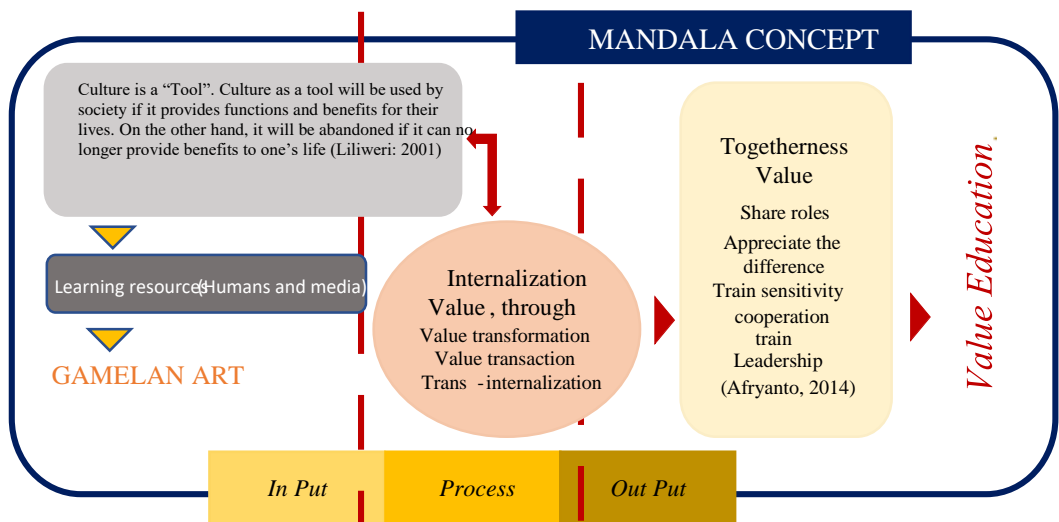 MANDALA CONCEPT
Culture is a “Tool”. Culture as a tool will be used by
society if it provides functions and benefits for their
lives. On the other hand, it will be abandoned if it can no
longer provide benefits to one’s life (Liliweri: 2001)
Learning resources (Humans and media)
GAMELAN ART
Internalization
Value , through
Value transformation
Value transaction
Trans -internalization
Togetherness
Value
Share roles
Appreciate the
difference
Train sensitivity
cooperation
train
Leadership
(Afryanto, 2014)
Value Education
In Put
Process
Out Put